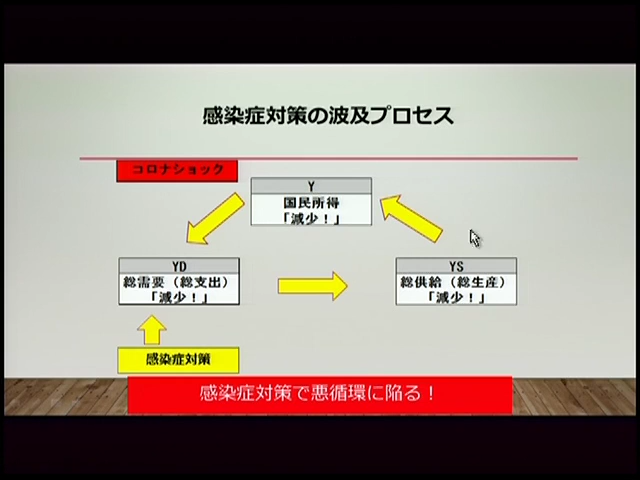 感染症対策の波及プロセス
コロナショック
Y
国民所得
「減少！」
YD
総需要（総支出）
「減少！」
YS
総供給（総生産）
「減少！」
感染症対策
感染症対策で悪循環に陥る！